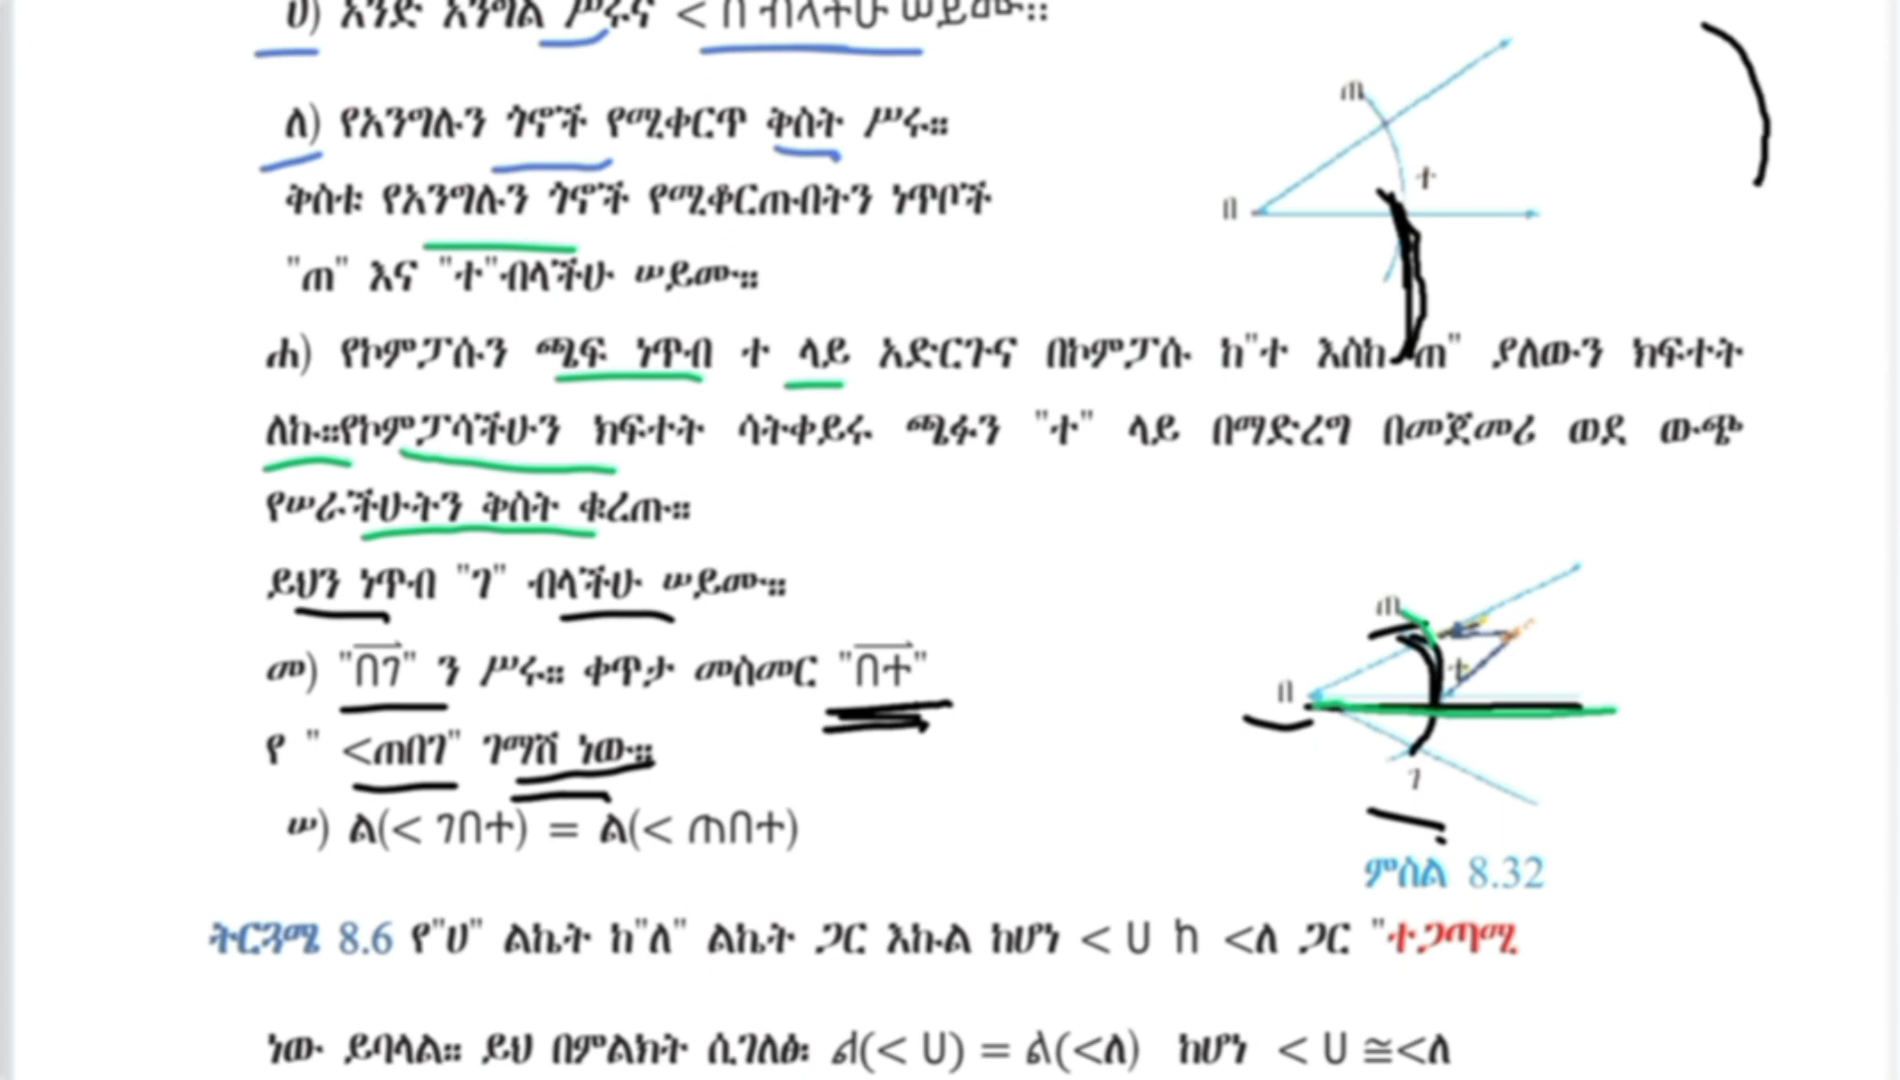 ሀ) አንድ አንግል ሥሩና < በ ብላችሁ ሠይሙ።
ለ) የአንግሉን ጎኖች የሚቀርጥ ቅስት ሥሩ።
ቅስቱ የአንግሉን ጎኖች የሚቆርጡበትን ነጥቦች
"ጠ" እና "ተ"ብላችሁ ሠይሙ።
ጠ
ተ
በ
ሐ) የኮምፓሱን ጫፍ ነጥብ ተ ላይ አድርጉና በኮምፓሱ ከ"ተ እስከ ጠ" ያለውን ክፍተት
ለኩ።የኮምፓሳችሁን ክፍተት ሳትቀይሩ ጫፉን "ተ" ላይ በማድረግ በመጀመሪ ወደ ውጭ
የሠራችሁትን ቅስት ቁረጡ።
ይህን ነጥብ "ገ" ብላችሁ ሠይሙ።
መ) "በገ" ን ሥሩ። ቀጥታ መስመር "በተ"
የ " <ጠበገ" ገማሽ ነው።
ሠ) ል(< ገበተ) = ል(< ጠበተ)
ጠ
ተ
በ
ገ
ምስል 8.32
ትርጓሜ 8.6 የ"ሀ" ልኬት ከ"ለ" ልኬት ጋር እኩል ከሆነ < ሀ ከ <ለ ጋር "ተጋጣሚ
ነው ይባላል። ይህ በምልክት ሲገለፅ፡ ል(< ሀ) = ል(<ለ) ከሆነ < ሀ ≅<ለ